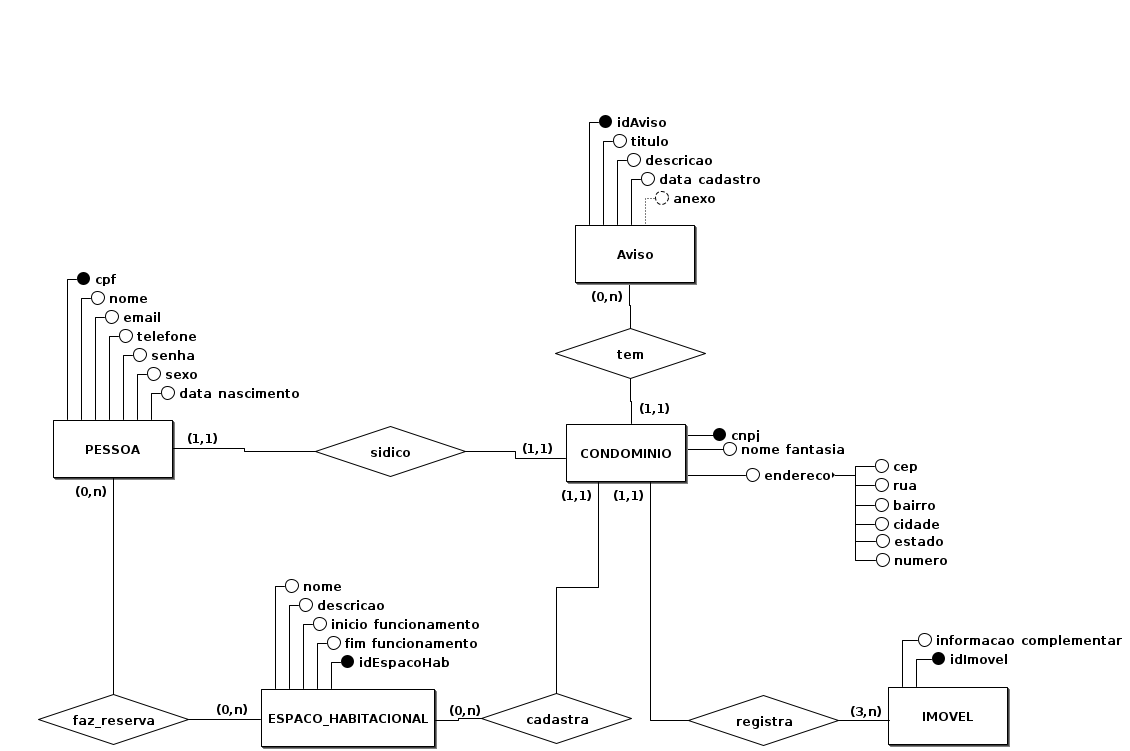 idAviso
titulo
descricao
data cadastro
anexo
Aviso
(0,n)
tem
(1,1)
cpf
nome
email
telefone
senha
sexo
data nascimento
PESSOA
(1,1)
(0,n)
sidico
(1,1)
CONDOMINIO
(1,1)
(1,1)
cnpj
nome fantasia
endereco
cep
rua
bairro
cidade
estado
numero
nome
descricao
inicio funcionamento
fim funcionamento
idEspacoHab
faz_reserva
(0,n)
ESPACO_HABITACIONAL
(0,n)
cadastra
registra
(3,n)
informacao complementar
idImovel
IMOVEL